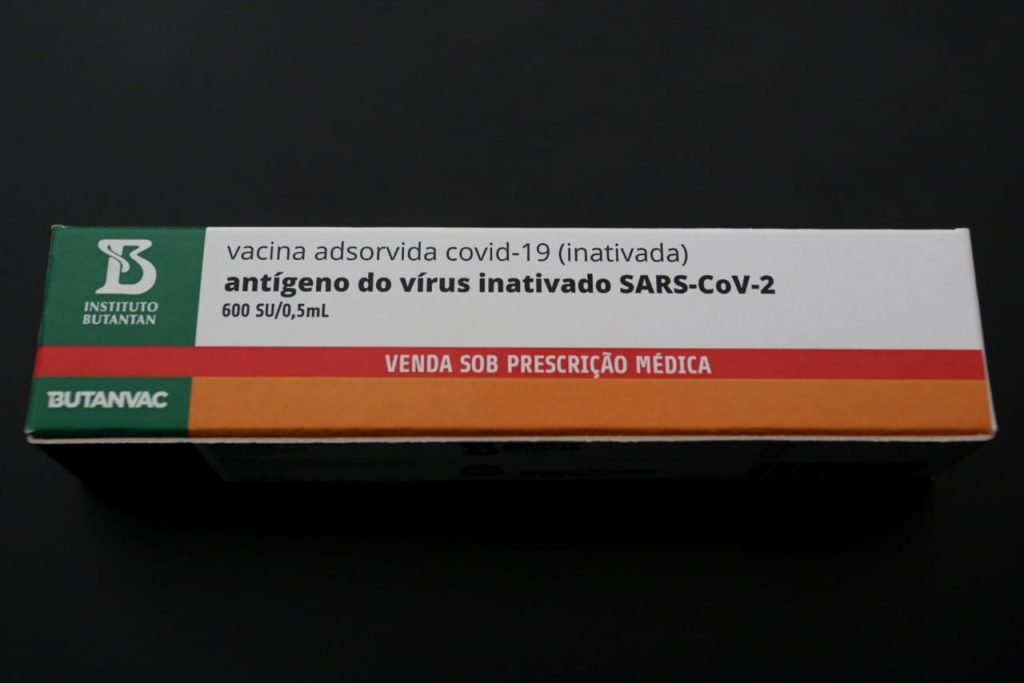 vacina adsorvida covid-19 (inativada)
antígeno do vírus inativado SARS-CoV-2
600 SU/0,5mL
INSTITUTO
BUTANTAN
VENDA SOB PRESCRIÇÃO MÉDICA
BUTANVAC